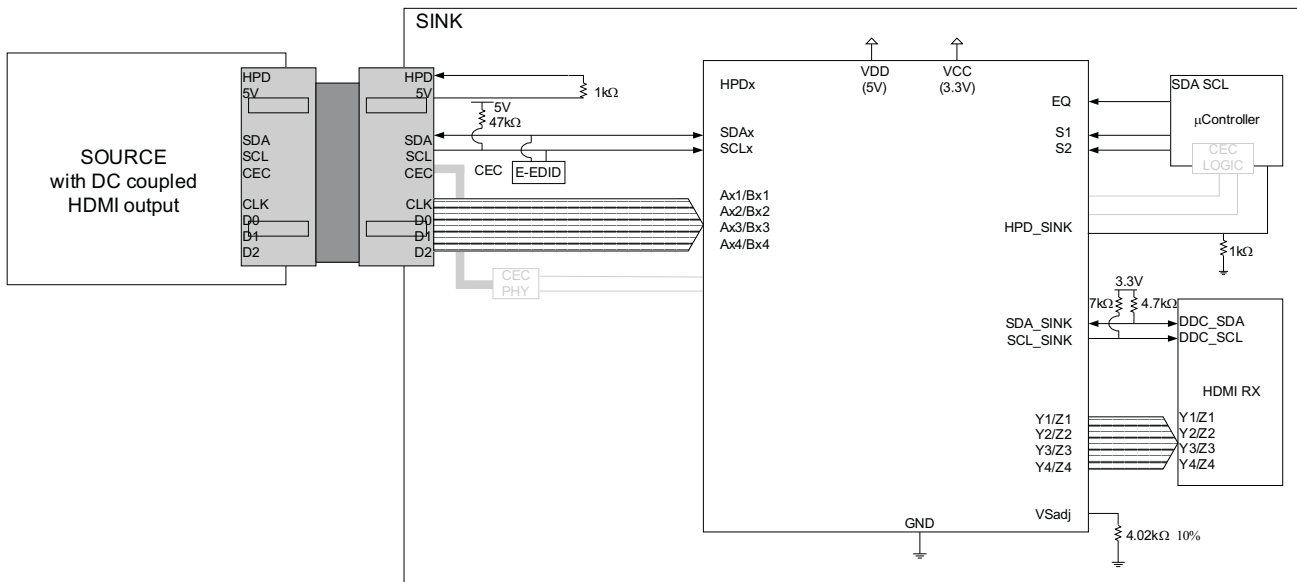 SINK
SOURCE
with DC coupled
HDMI output
HPD
5V
SDA
SCL
CEC
CLK
D0
D1
D2
HPD
5V
SDA
SCL
CEC
CLK
D0
D1
D2
1kΩ
5V
47kΩ
CEC
E-EDID
CEC
PHY
VDD
(5V)
VCC
(3.3V)
HPDx
SDAx
SCLx
Ax1/Bx1
Ax2/Bx2
Ax3/Bx3
Ax4/Bx4
EQ
S1
S2
HPD_SINK
SDA_SINK
SCL_SINK
Y1/Z1
Y2/Z2
Y3/Z3
Y4/Z4
VSadj
GND
SDA SCL
µController
CEC
LOGIC
1kΩ
3.3V
7kΩ
4.7kΩ
DDC_SDA
DDC_SCL
HDMI RX
Y1/Z1
Y2/Z2
Y3/Z3
Y4/Z4
4.02kΩ 10%